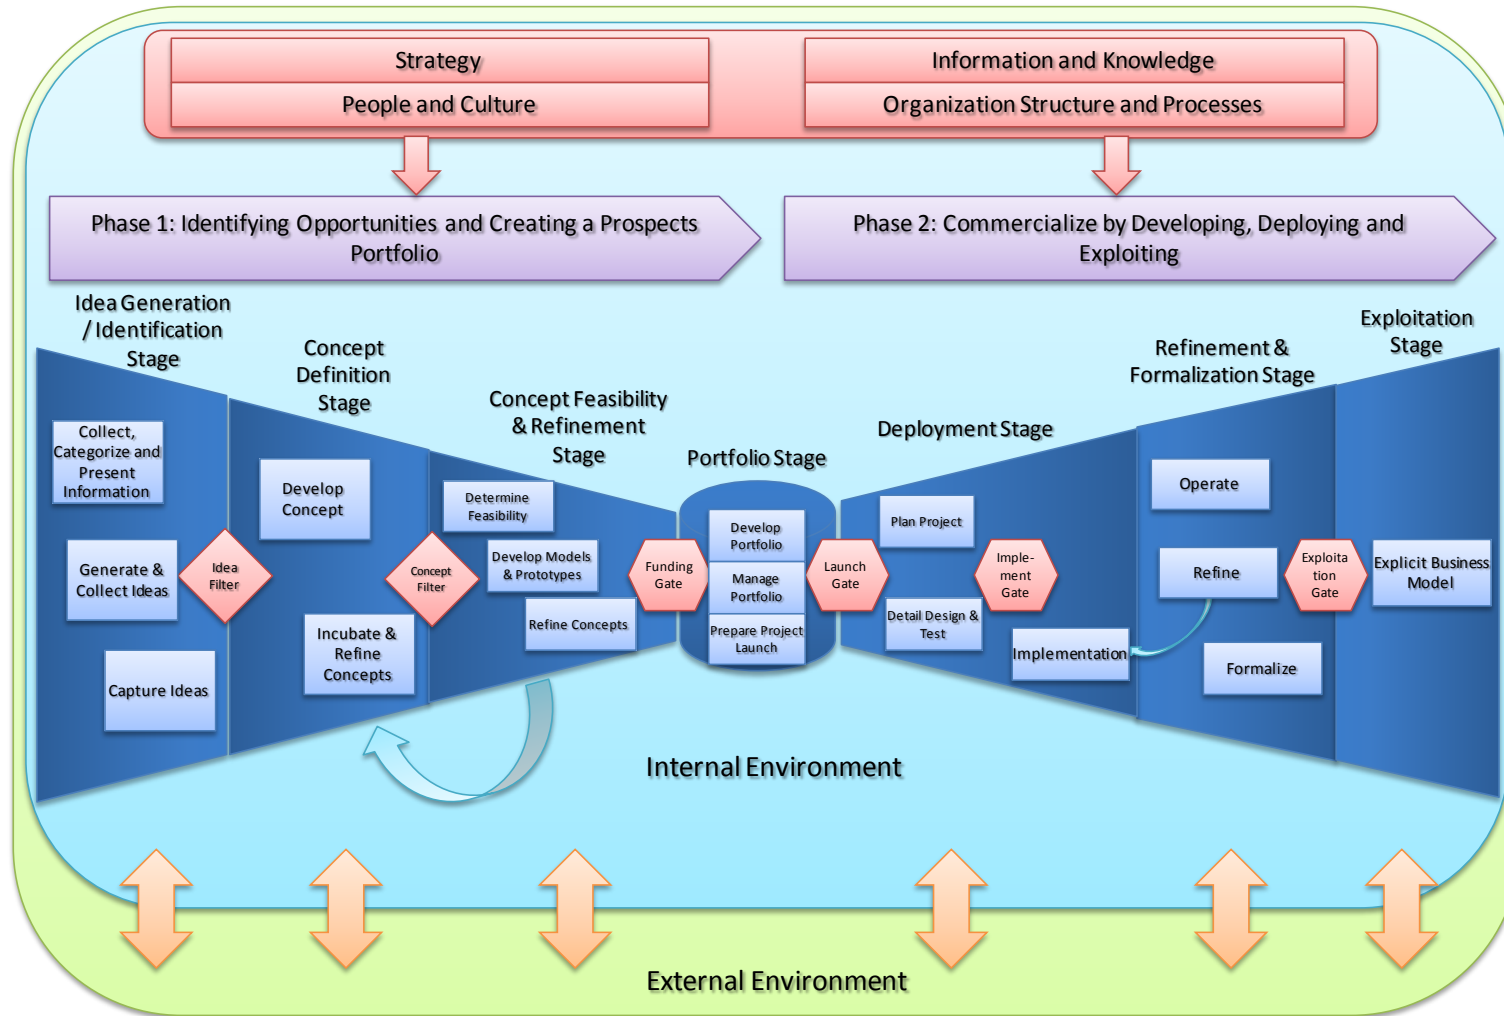 Strategy
People and Culture
Information and Knowledge
Organization Structure and Processes
Phase 1: Identifying Opportunities and Creating a Prospects
Portfolio
Phase 2: Commercialize by Developing, Deploying and
Exploiting
Idea Generation
/ Identification
Stage
Concept
Definition
Stage
Concept Feasibility
& Refinement
Stage
Portfolio Stage
Deployment Stage
Refinement &
Formalization Stage
Exploitation
Stage
Collect,
Categorize and
Present
Information
Generate &
Collect Ideas
Capture Ideas
Idea
Filter
Develop
Concept
Incubate &
Refine
Concepts
Concept
Filter
Determine
Feasibility
Develop Models
& Prototypes
Refine Concepts
Funding
Gate
Develop
Portfolio
Manage
Portfolio
Prepare Project
Launch
Launch
Gate
Plan Project
Detail Design &
Test
Imple-
ment
Gate
Implementation
Operate
Refine
Formalize
Exploita
tion
Gate
Explicit Business
Model
Internal Environment
External Environment